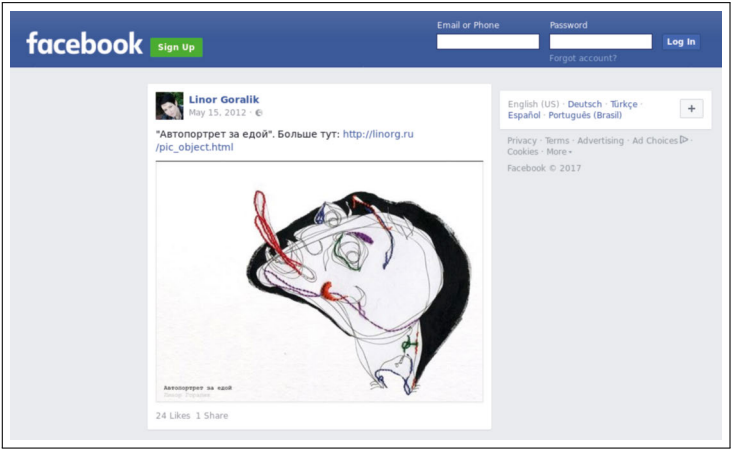 facebook
Sign Up
Email or Phone
Password
Log In
Forgot account?
Linor Goralik
May 15, 2012 ·
"Автопортрет за едой". Больше тут: http://linorg.ru
/pic_object.html
Автопортрет за едой
Линор Горалик
24 Likes 1 Share
English (US) · Deutsch · Türkçe ·
Español · Português (Brasil)
+
Privacy · Terms · Advertising · Ad Choices ·
Cookies · More
Facebook © 2017